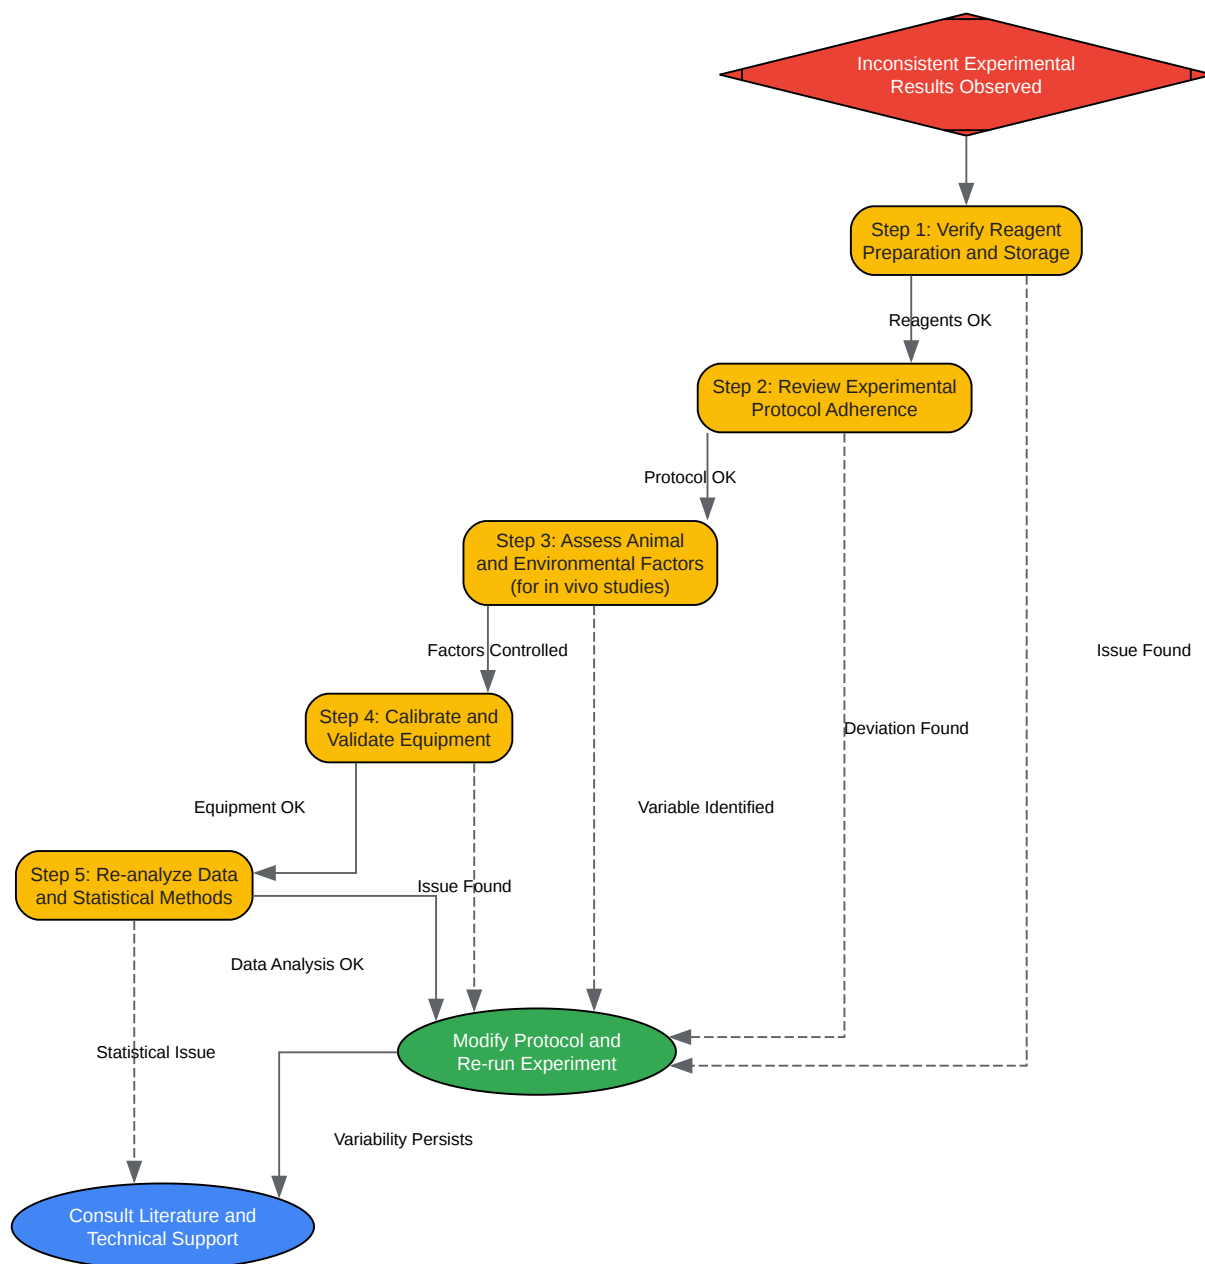 Inconsistent Experimental
Results Observed
Step 1: Verify Reagent
Preparation and Storage
Reagents OK
Step 2: Review Experimental
Protocol Adherence
Protocol OK
Step 3: Assess Animal
and Environmental Factors
(for in vivo studies)
Factors Controlled
Issue Found
Step 4: Calibrate and
Validate Equipment
Deviation Found
Equipment OK
Variable Identified
Step 5: Re-analyze Data
and Statistical Methods
Issue Found
Data Analysis OK
Modify Protocol and
Re-run Experiment
Statistical Issue
Variability Persists
Consult Literature and
Technical Support